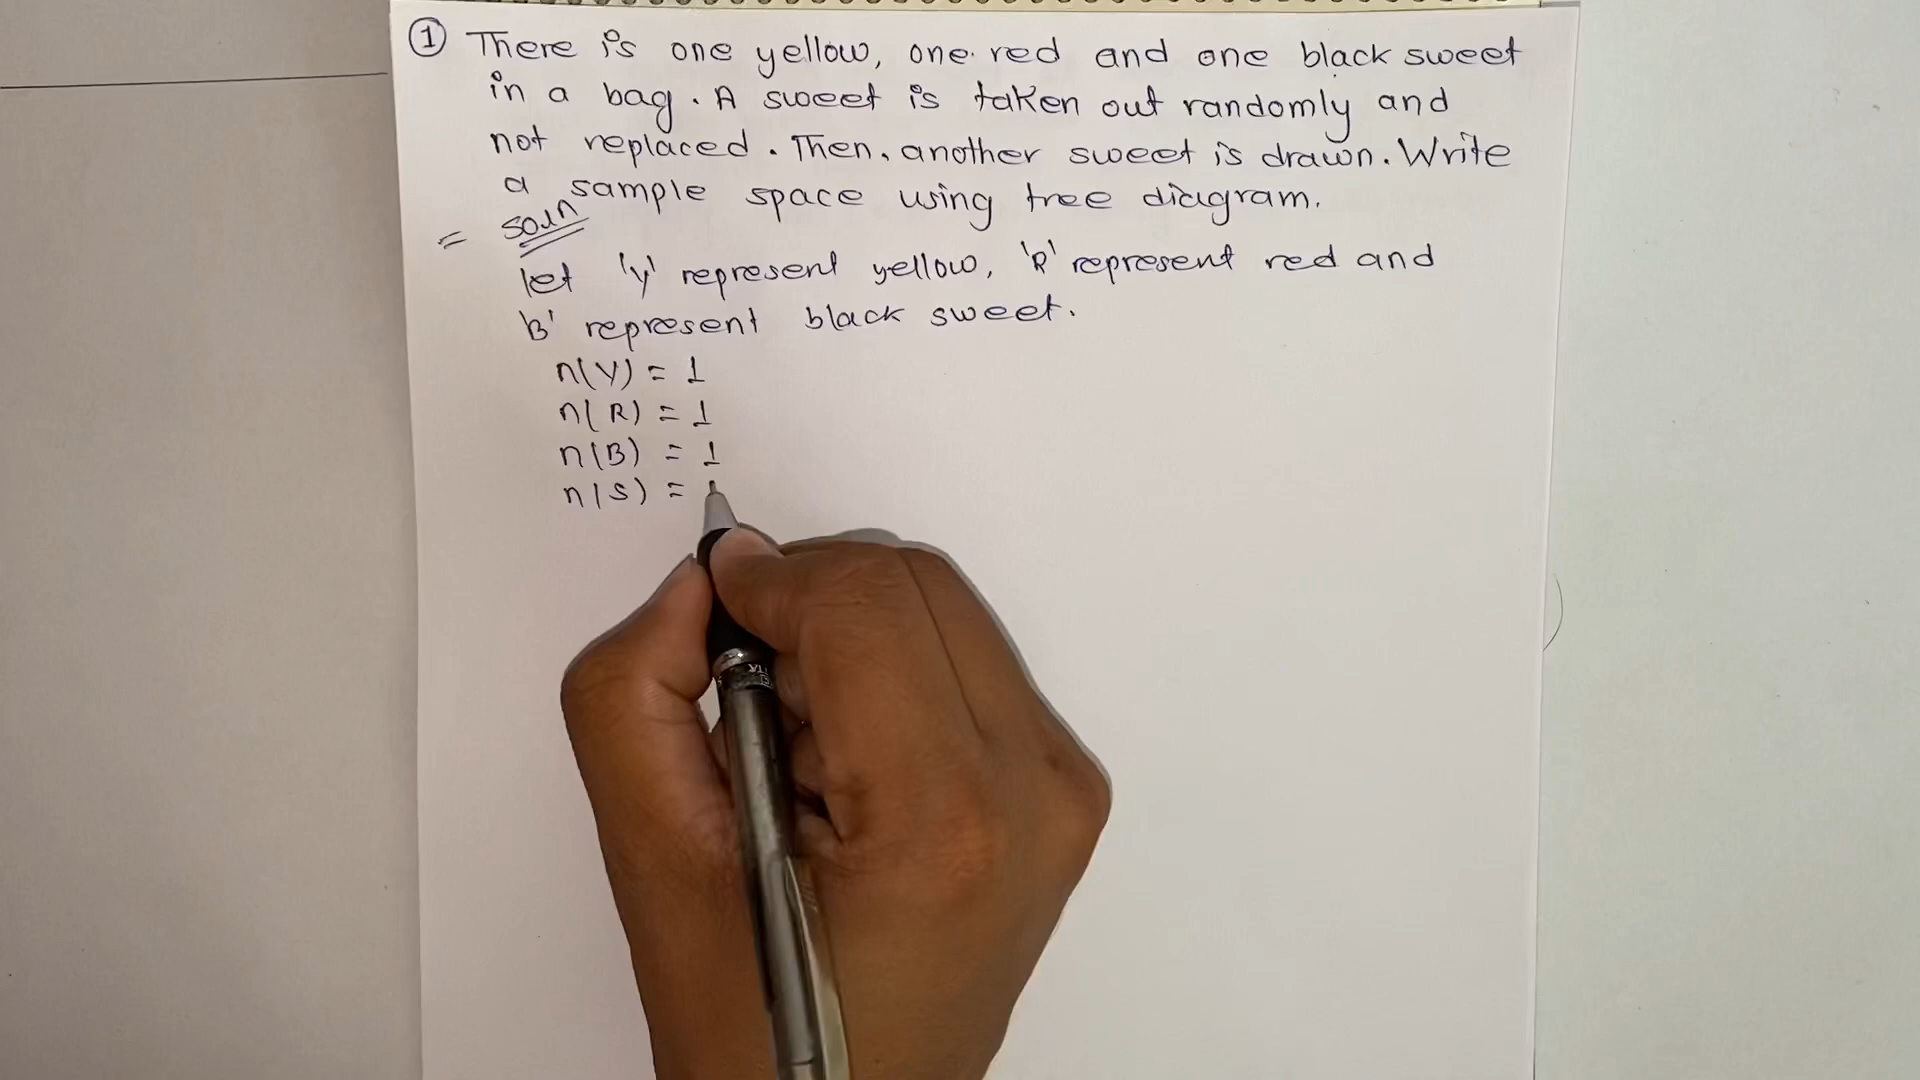 ① There is one yellow, one red and one black sweet
in a bag. A sweet is taken out randomly and
not replaced. Then, another sweet is drawn. Write
a sample space using tree diagram.
= soln
let 'Y' represent yellow, 'R' represent red and
'B' represent black sweet.
n(Y) = 1
n(R) = 1
n(B) = 1
n(S) =